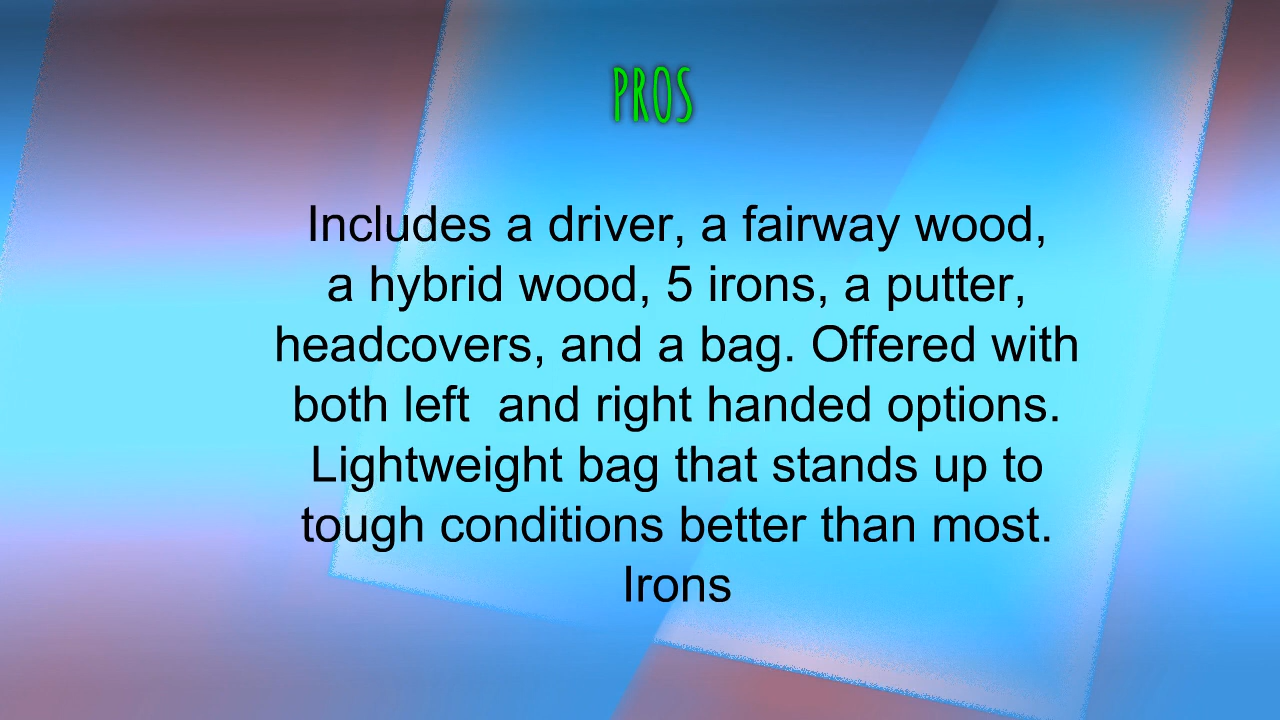 PROS
Includes a driver, a fairway wood,
a hybrid wood, 5 irons, a putter,
headcovers, and a bag. Offered with
both left  and right handed options.
Lightweight bag that stands up to
tough conditions better than most.
Irons